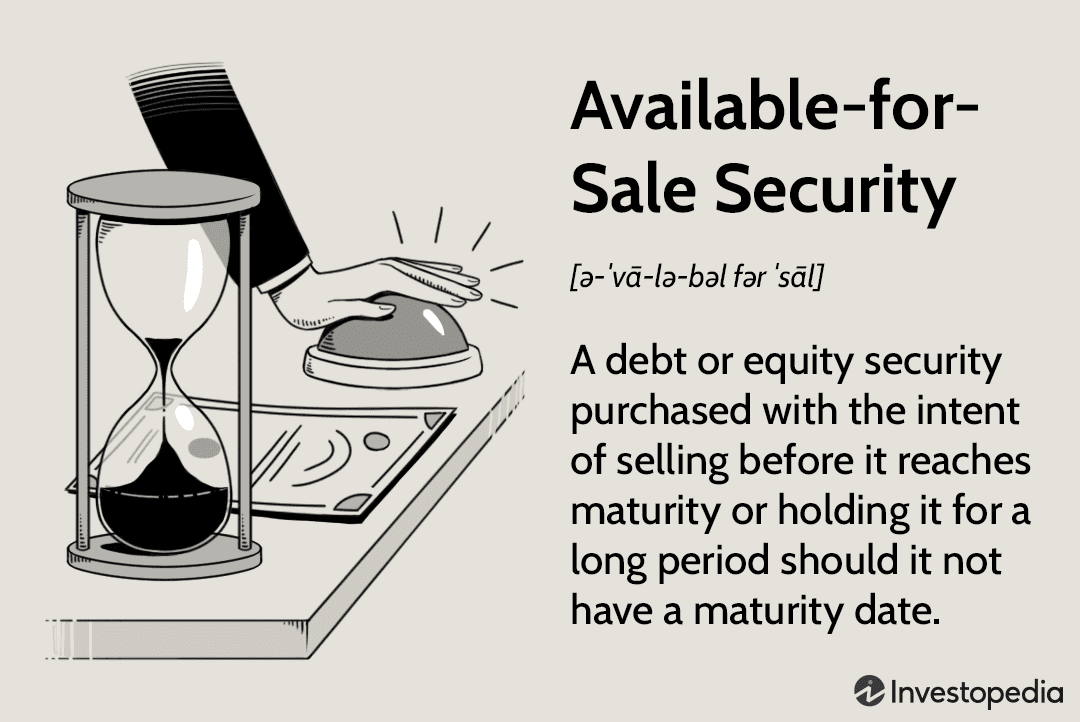 Available-for-
Sale Security
[ə-ˈvā-lə-bəl fər ˈsāl]
A debt or equity security
purchased with the intent
of selling before it reaches
maturity or holding it for a
long period should it not
have a maturity date.
Investopedia